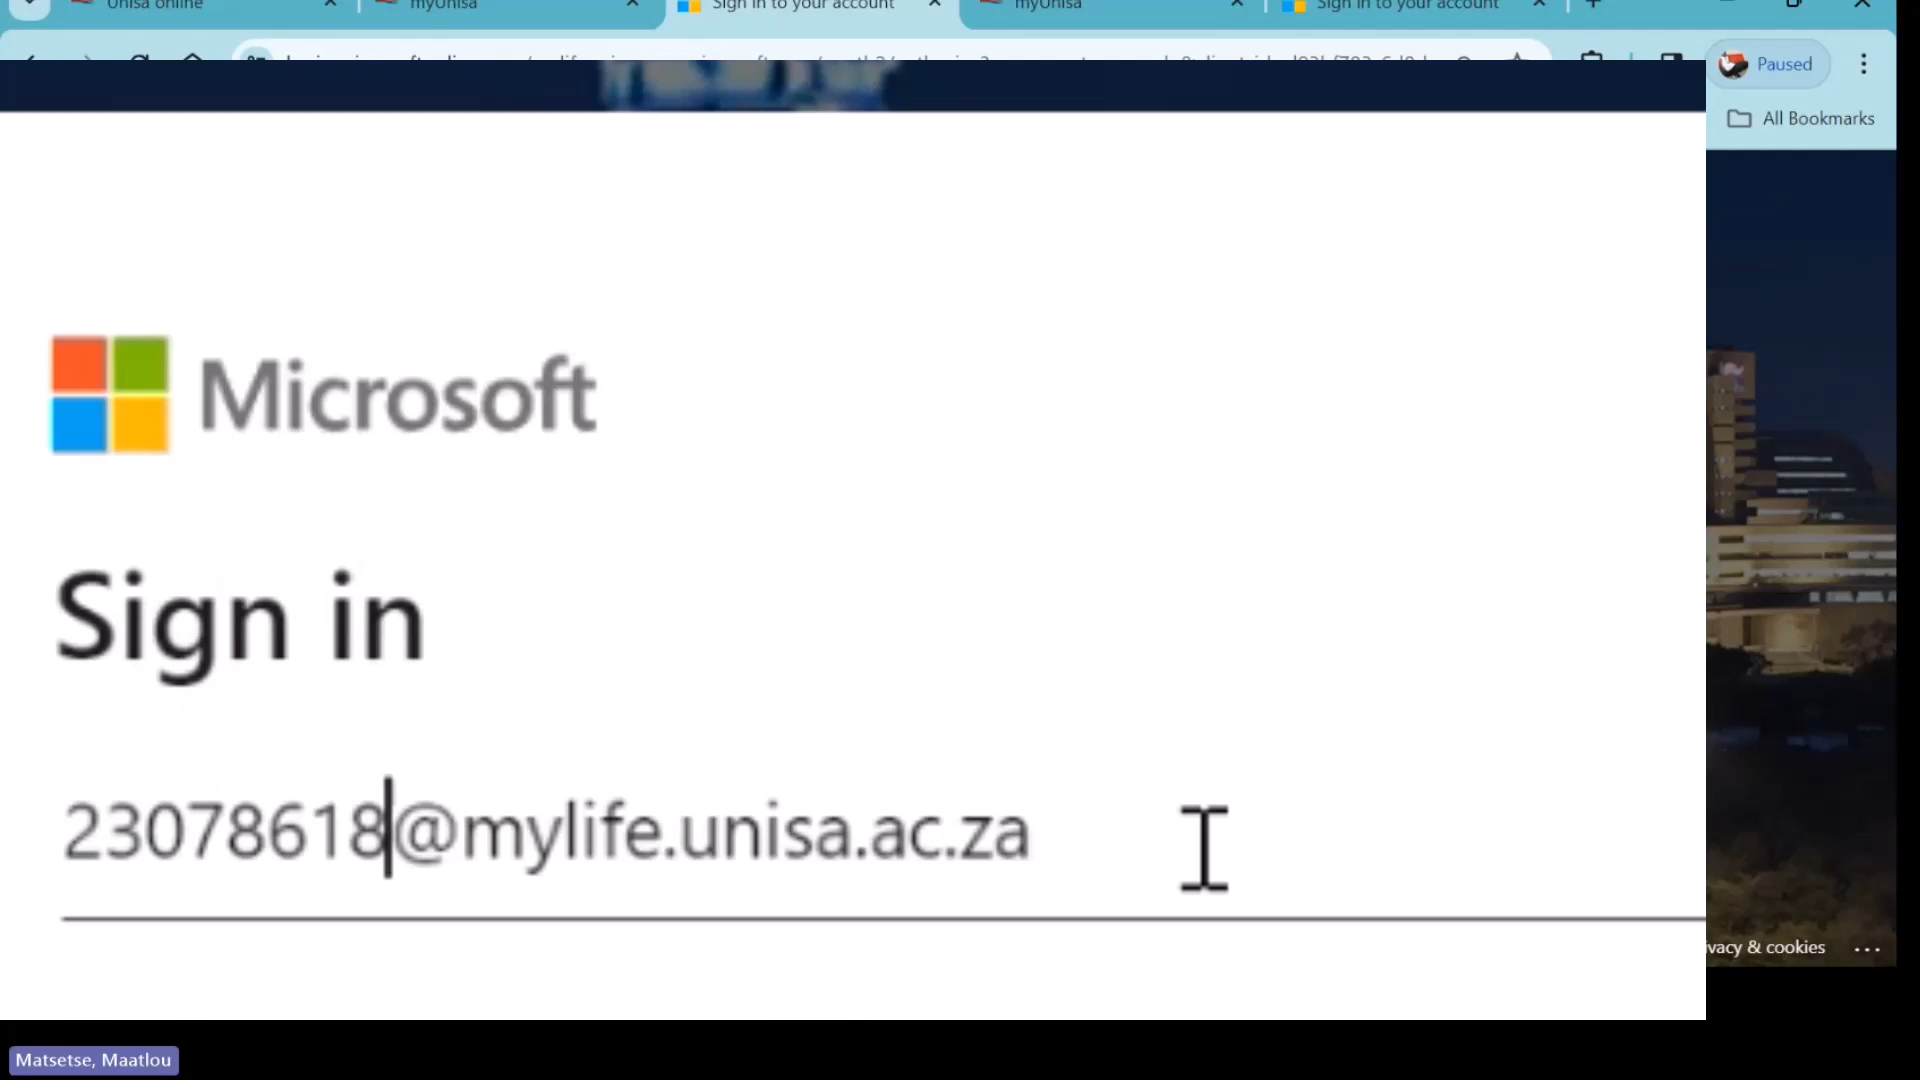 Unisa online
myUnisa
Sign in to your account
myUnisa
Sign in to your account
Paused
All Bookmarks
Microsoft
Sign in
23078618@mylife.unisa.ac.za
vacy & cookies
...
Matsetse, Maatlou